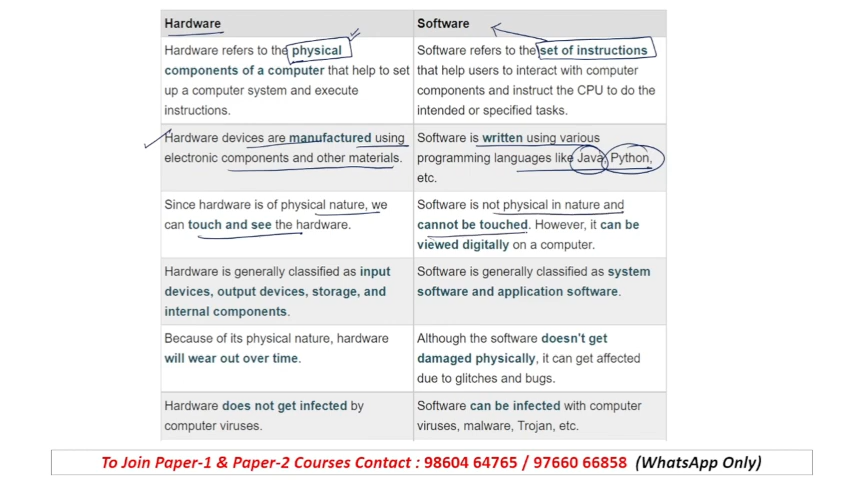 Hardware
Software
Hardware refers to the physical
components of a computer that help to set
up a computer system and execute
instructions.
Software refers to the set of instructions
that help users to interact with computer
components and instruct the CPU to do the
intended or specified tasks.
Hardware devices are manufactured using
electronic components and other materials.
Software is written using various
programming languages like Java, Python,
etc.
Since hardware is of physical nature, we
can touch and see the hardware.
Software is not physical in nature and
cannot be touched. However, it can be
viewed digitally on a computer.
Hardware is generally classified as input
devices, output devices, storage, and
internal components.
Software is generally classified as system
software and application software.
Because of its physical nature, hardware
will wear out over time.
Although the software doesn't get
damaged physically, it can get affected
due to glitches and bugs.
Hardware does not get infected by
computer viruses.
Software can be infected with computer
viruses, malware, Trojan, etc.
To Join Paper-1 & Paper-2 Courses Contact : 98604 64765 / 97660 66858 (WhatsApp Only)